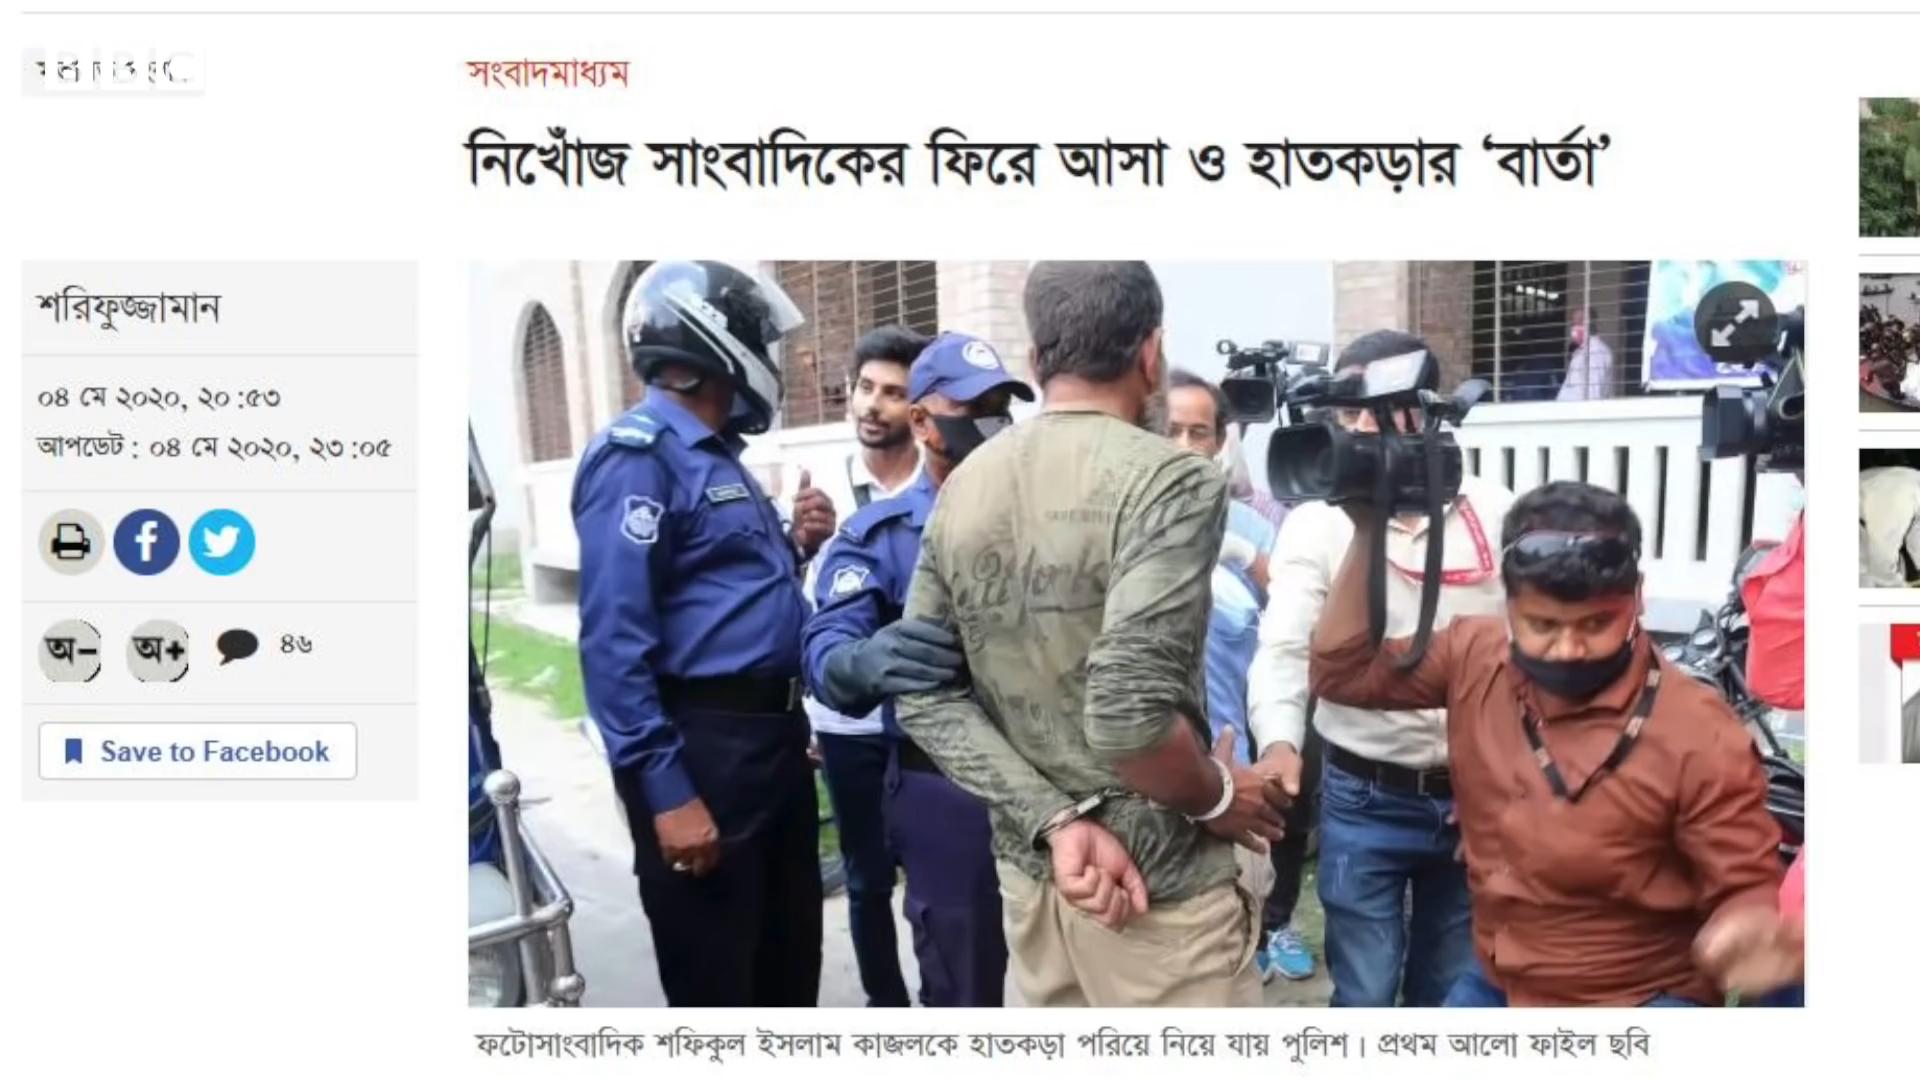 BBC
সংবাদমাধ্যম
নিখোঁজ সাংবাদিকের ফিরে আসা ও হাতকড়ার ‘বার্তা’
শরিফুজ্জামান
০৪ মে ২০২০, ২০:৫৩
আপডেট : ০৪ মে ২০২০, ২৩:০৫
অ- অ+ ৪৬
Save to Facebook
ফটোসাংবাদিক শফিকুল ইসলাম কাজলকে হাতকড়া পরিয়ে নিয়ে যায় পুলিশ। প্রথম আলো ফাইল ছবি